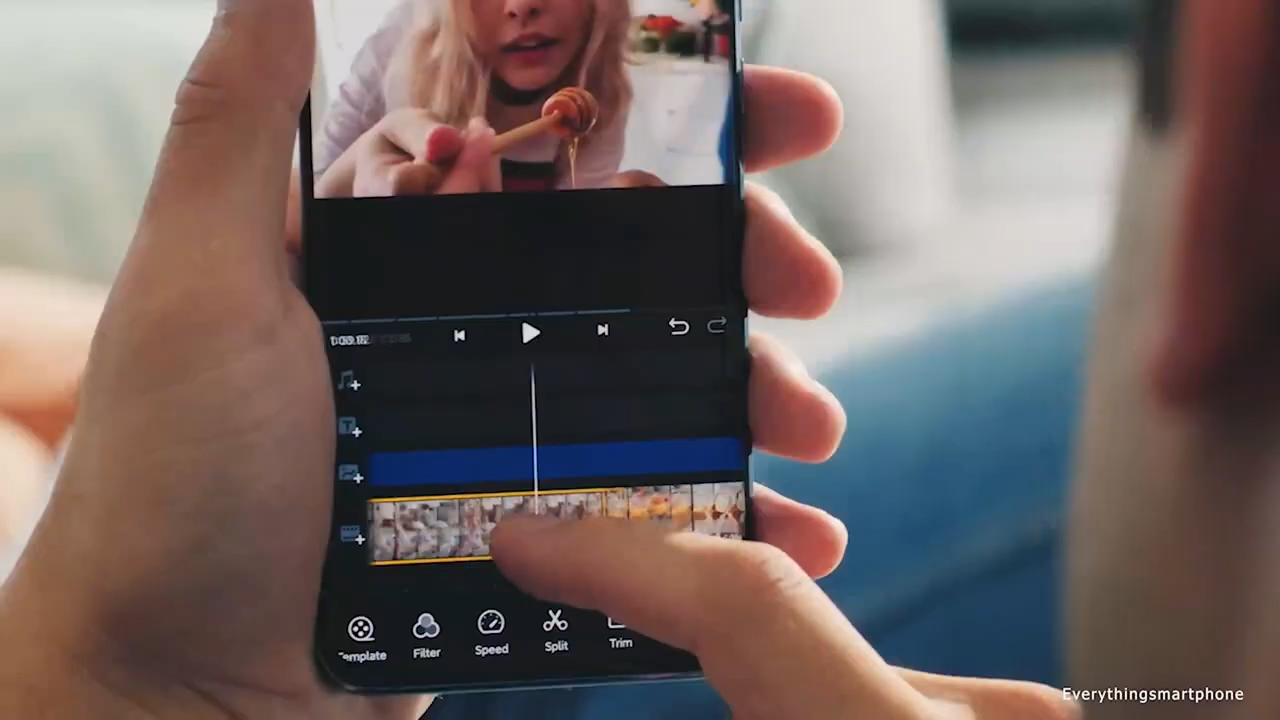 Template
Filter
Speed
Split
Trim
Everythingsmartphone